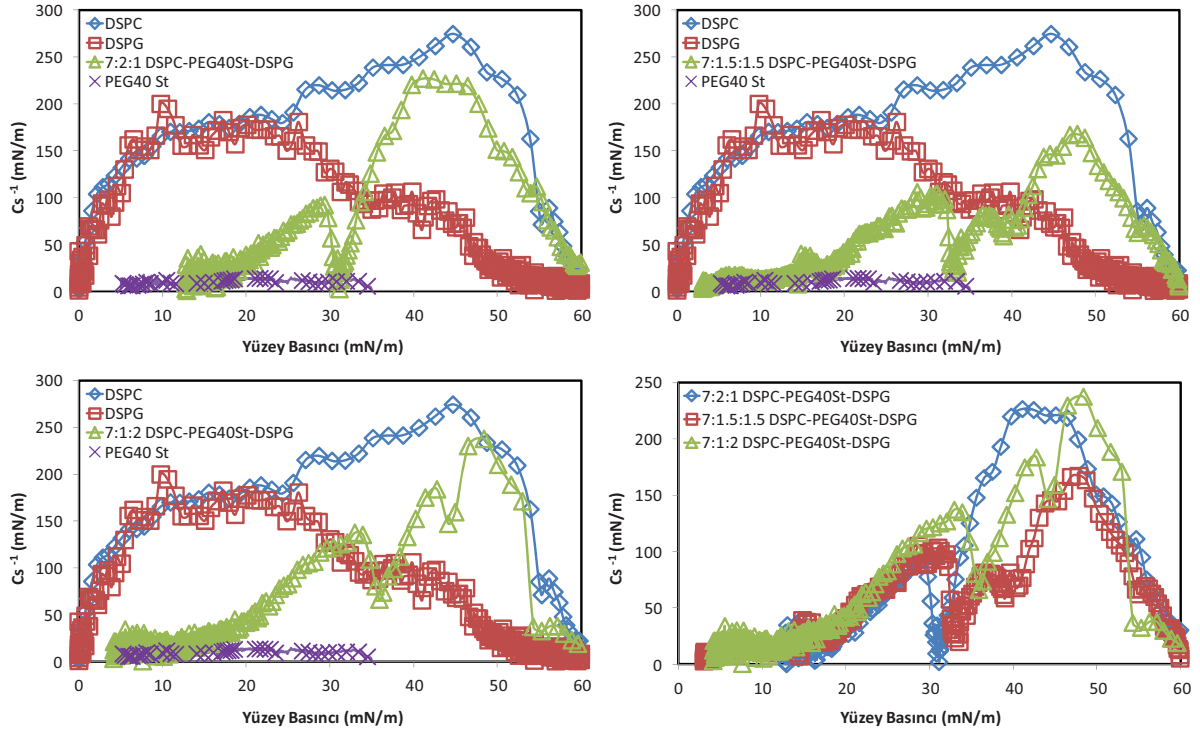 300
250
200
150
100
50
0
Cs⁻¹ (mN/m)
DSPC
DSPG
7:2:1 DSPC-PEG40St-DSPG
PEG40 St
0 10 20 30 40 50 60
Yüzey Basıncı (mN/m)
300
250
200
150
100
50
0
Cs⁻¹ (mN/m)
DSPC
DSPG
7:1.5:1.5 DSPC-PEG40St-DSPG
PEG40 St
0 10 20 30 40 50 60
Yüzey Basıncı (mN/m)
300
250
200
150
100
50
0
Cs⁻¹ (mN/m)
DSPC
DSPG
7:1:2 DSPC-PEG40St-DSPG
PEG40 St
0 10 20 30 40 50 60
Yüzey Basıncı (mN/m)
250
200
150
100
50
0
Cs⁻¹ (mN/m)
7:2:1 DSPC-PEG40St-DSPG
7:1.5:1.5 DSPC-PEG40St-DSPG
7:1:2 DSPC-PEG40St-DSPG
0 10 20 30 40 50 60
Yüzey Basıncı (mN/m)